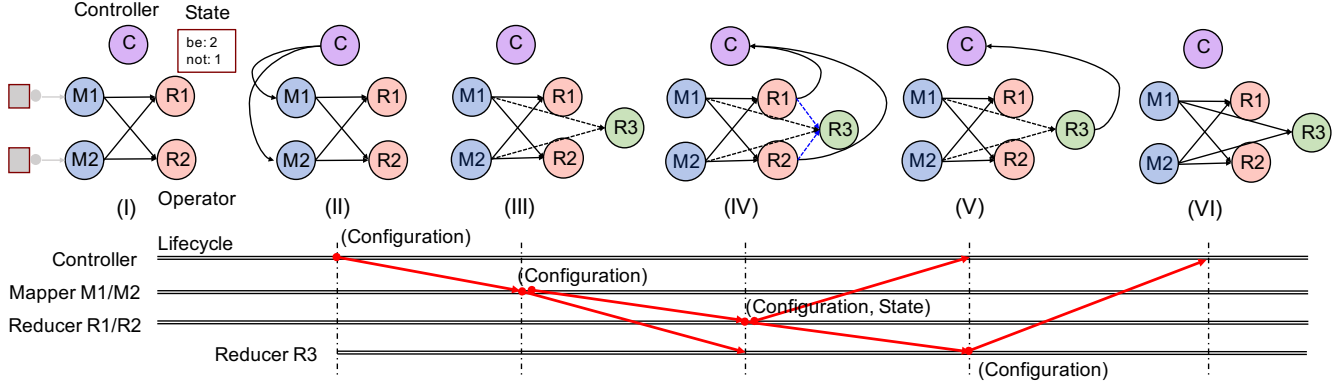 Controller
State
be: 2
not: 1
C
M1
R1
M2
R2
Operator
(I)
C
M1
R1
M2
R2
(II)
C
M1
R1
R3
M2
R2
(III)
C
M1
R1
R3
M2
R2
(IV)
C
M1
R1
R3
M2
R2
(V)
C
M1
R1
R3
M2
R2
(VI)
Lifecycle
(Configuration)
Controller
(Configuration)
Mapper M1/M2
(Configuration, State)
Reducer R1/R2
Reducer R3
(Configuration)